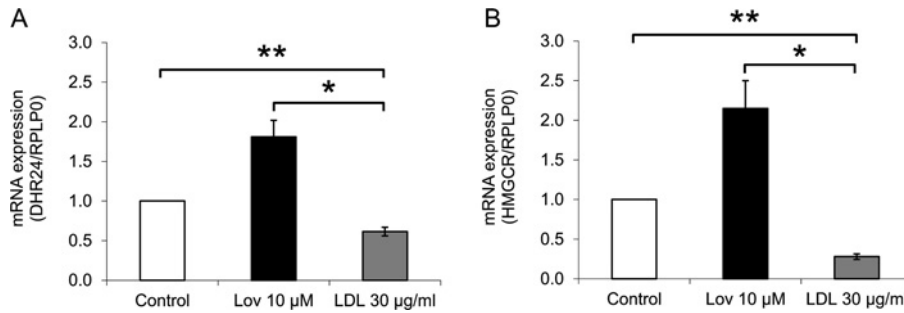 A
mRNA expression
(DHR24/RPLP0)
3.0
2.5
2.0
1.5
1.0
0.5
0.0
**
*
Control
Lov 10 μM
LDL 30 μg/ml
B
mRNA expression
(HMGCR/RPLP0)
3.0
2.5
2.0
1.5
1.0
0.5
0.0
**
*
Control
Lov 10 μM
LDL 30 μg/ml